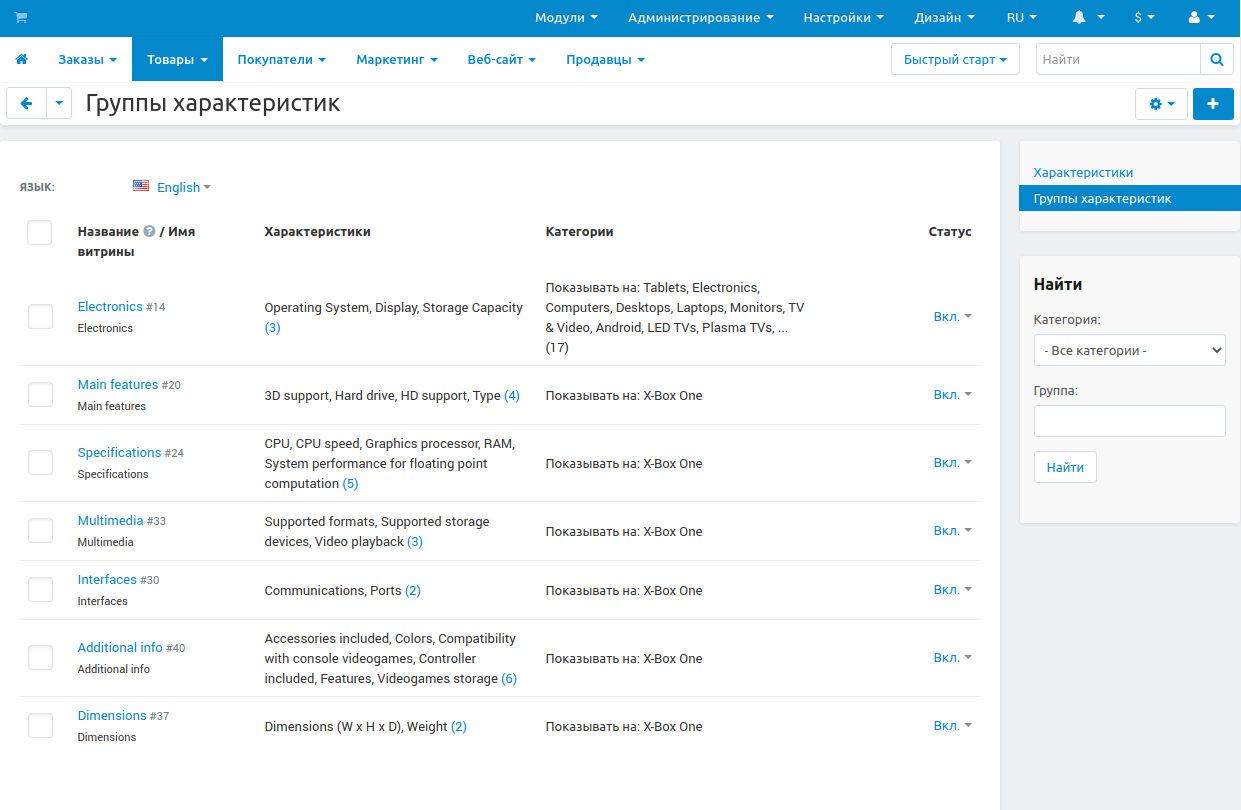 Модули Администрирование Настройки Дизайн RU $
Заказы Товары Покупатели Маркетинг Веб-сайт Продавцы Быстрый старт Найти
Группы характеристик
ЯЗЫК: English
Название ? / Имя витрины Характеристики Категории Статус
Electronics #14
Electronics
Operating System, Display, Storage Capacity
(3)
Показывать на: Tablets, Electronics,
Computers, Desktops, Laptops, Monitors, TV
& Video, Android, LED TVs, Plasma TVs, ...
(17)
Вкл.
Main features #20
Main features
3D support, Hard drive, HD support, Type (4)
Показывать на: X-Box One
Вкл.
Specifications #24
Specifications
CPU, CPU speed, Graphics processor, RAM,
System performance for floating point
computation (5)
Показывать на: X-Box One
Вкл.
Multimedia #33
Multimedia
Supported formats, Supported storage
devices, Video playback (3)
Показывать на: X-Box One
Вкл.
Interfaces #30
Interfaces
Communications, Ports (2)
Показывать на: X-Box One
Вкл.
Additional info #40
Additional info
Accessories included, Colors, Compatibility
with console videogames, Controller
included, Features, Videogames storage (6)
Показывать на: X-Box One
Вкл.
Dimensions #37
Dimensions
Dimensions (W x H x D), Weight (2)
Показывать на: X-Box One
Вкл.
Характеристики
Группы характеристик
Найти
Категория:
- Все категории -
Группа:
Найти